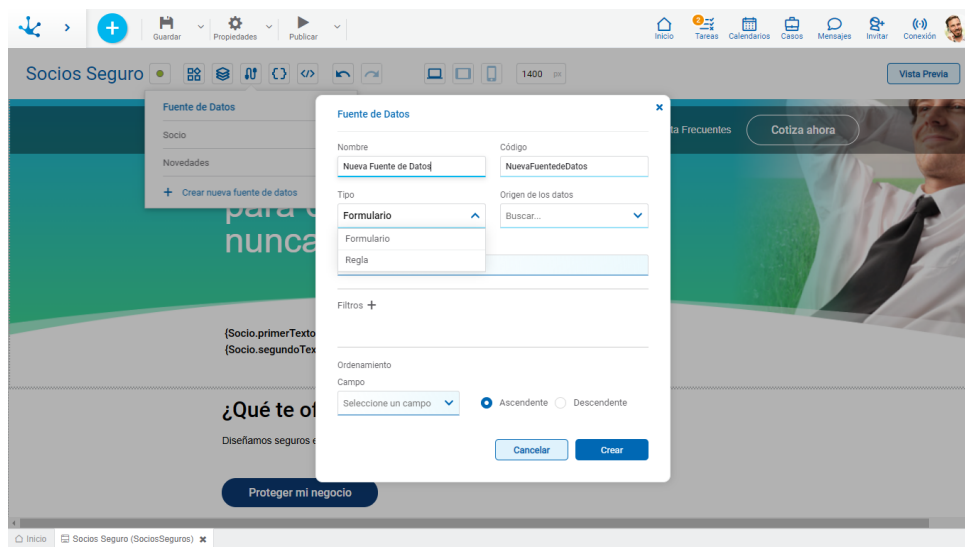 Guardar
Propiedades
Publicar
Inicio
2
Tareas
Calendarios
Casos
Mensajes
Invitar
Conexión
Socios Seguro
1400 px
Vista Previa
Fuente de Datos
Socio
Novedades
+ Crear nueva fuente de datos
ta Frecuentes
Cotiza ahora
para
nunca
{Socio.primerTexto
{Socio.segundoTex
¿Qué te of
Diseñamos seguros e
Proteger mi negocio
Fuente de Datos
Nombre
Código
Nueva Fuente de Datos
NuevaFuentedeDatos
Tipo
Origen de los datos
Formulario
Buscar...
Formulario
Regla
Filtros +
Ordenamiento
Campo
Seleccione un campo
Ascendente
Descendente
Cancelar
Crear
Inicio
Socios Seguro (SociosSeguros)